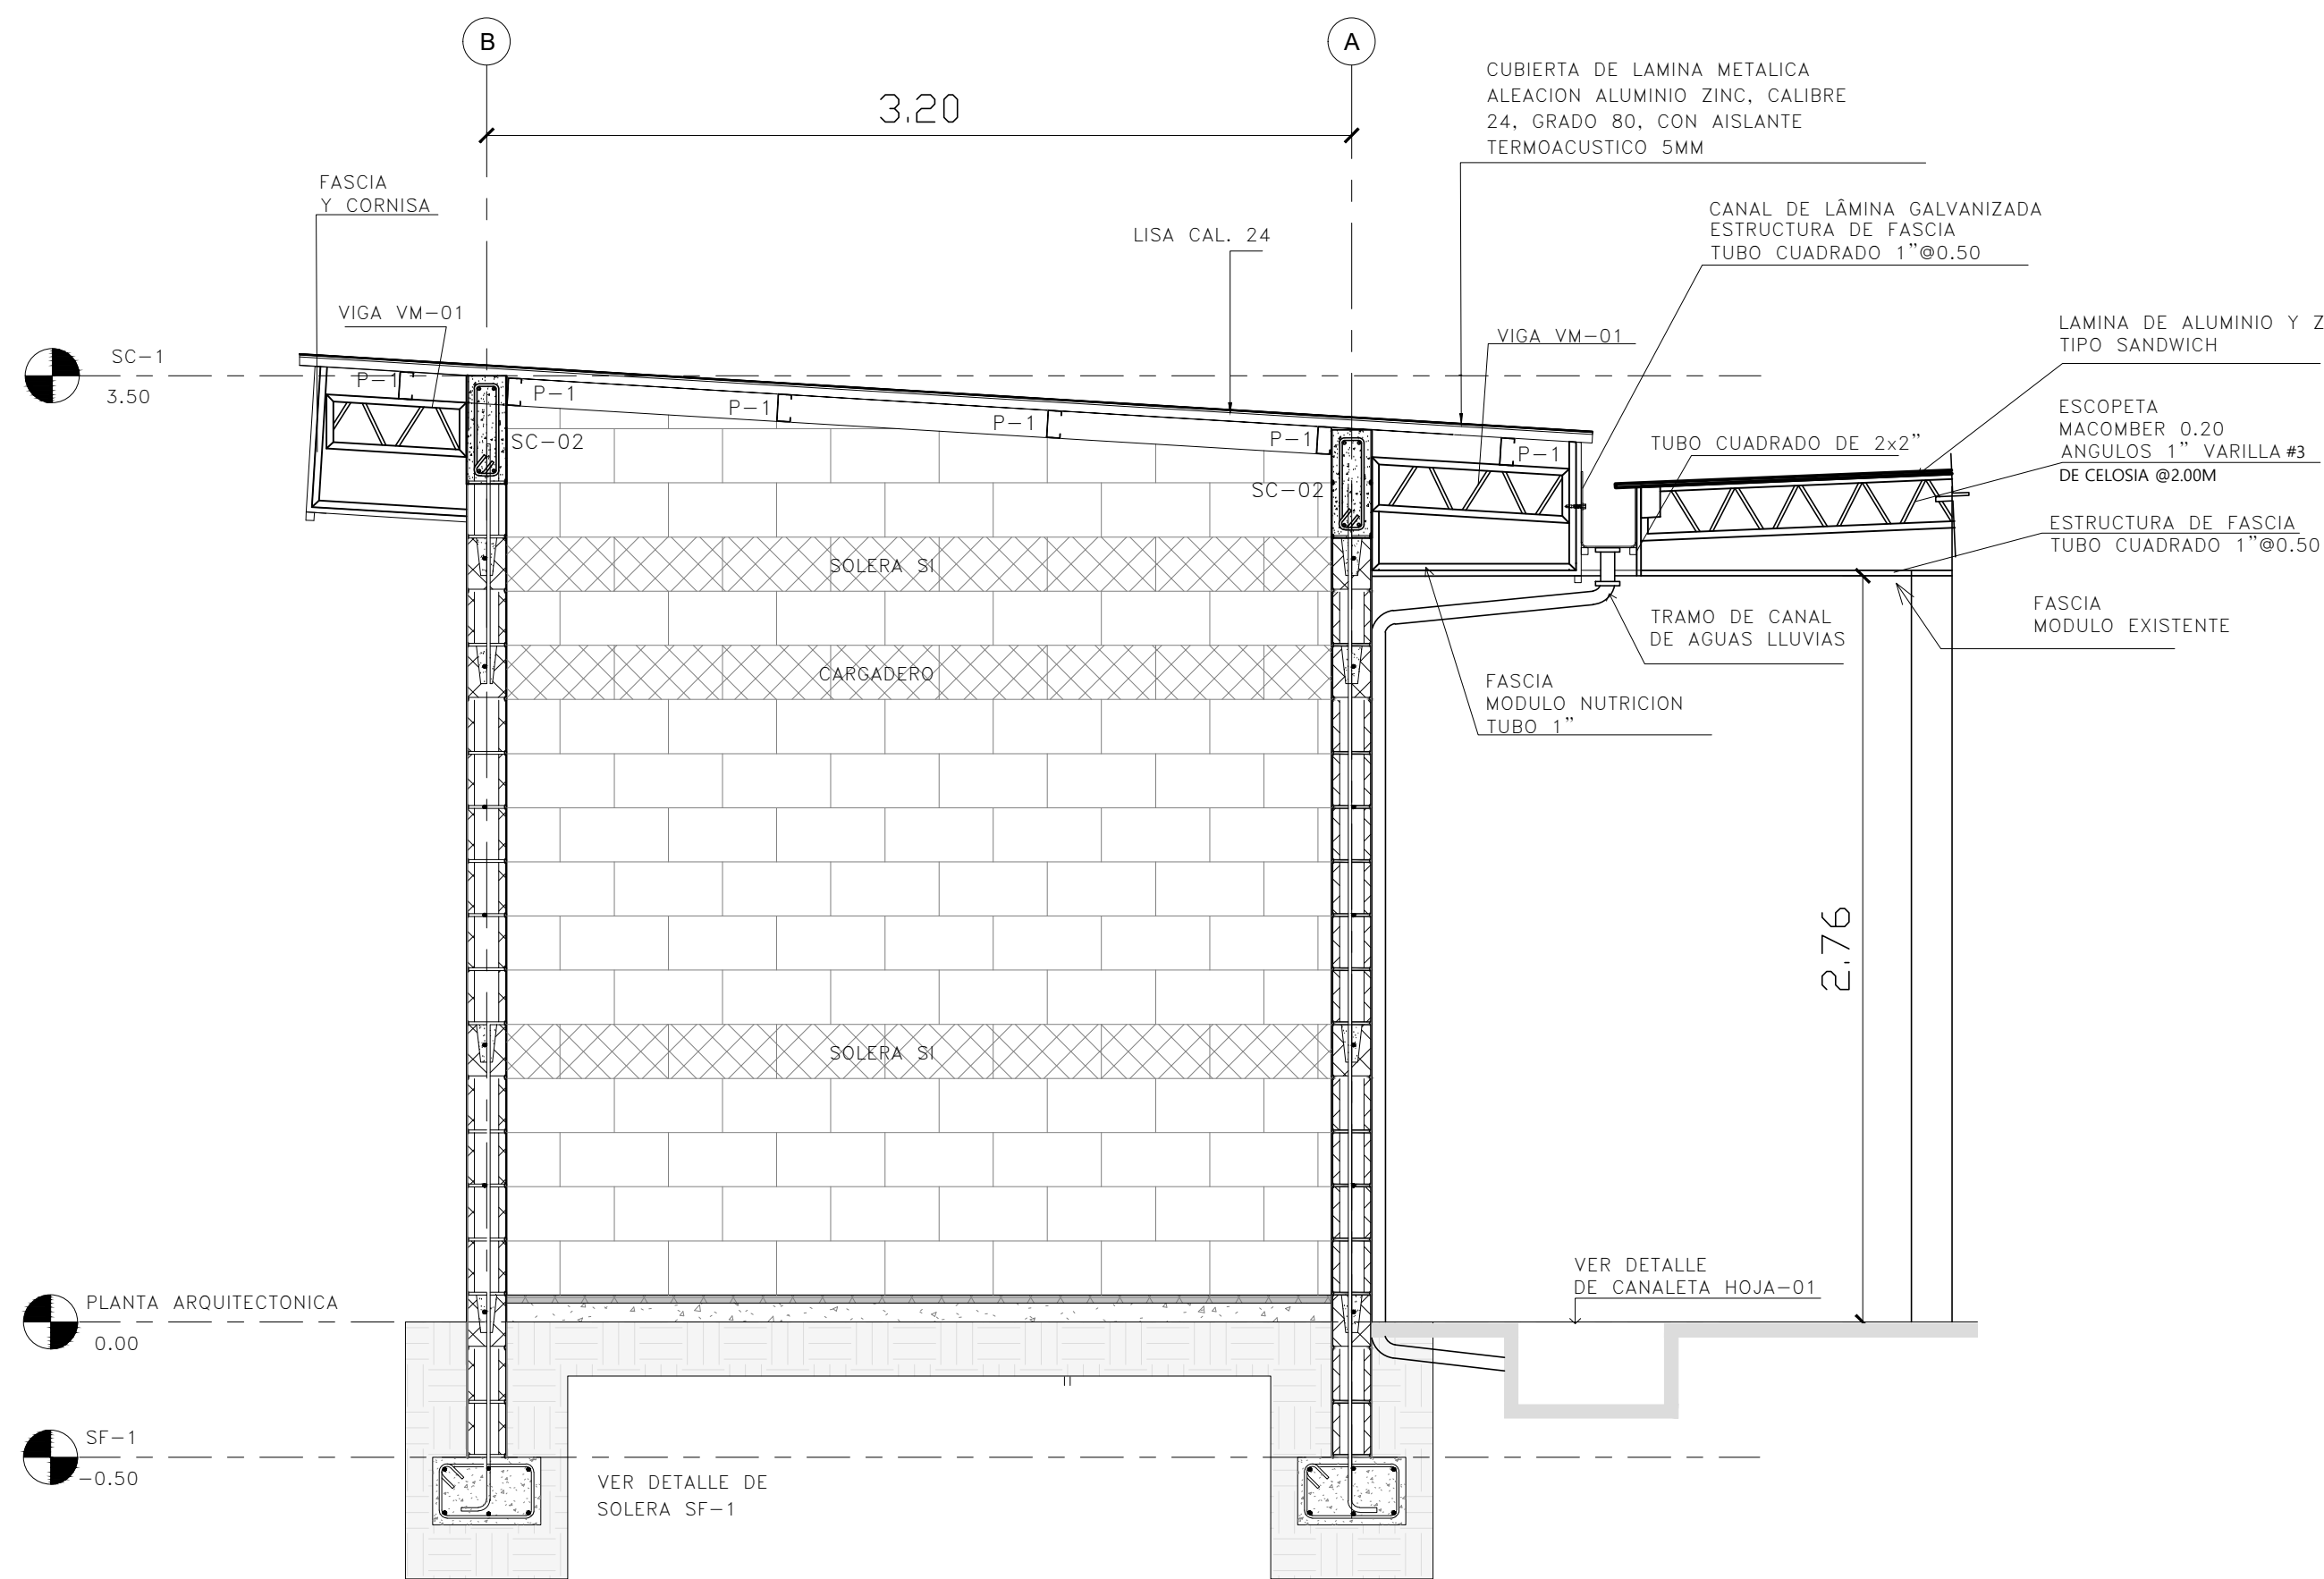 B
A
3.20
CUBIERTA DE LAMINA METALICA
ALEACION ALUMINIO ZINC, CALIBRE
24, GRADO 80, CON AISLANTE
TERMOACUSTICO 5MM
FASCIA
Y CORNISA
CANAL DE LÂMINA GALVANIZADA
ESTRUCTURA DE FASCIA
TUBO CUADRADO 1"@0.50
LISA CAL. 24
VIGA VM-01
VIGA VM-01
LAMINA DE ALUMINIO Y Z
TIPO SANDWICH
SC-1
3.50
P-1
P-1
P-1
P-1
P-1
P-1
SC-02
SC-02
TUBO CUADRADO DE 2x2"
ESCOPETA
MACOMBER 0.20
ANGULOS 1" VARILLA #3
DE CELOSIA @2.00M
ESTRUCTURA DE FASCIA
TUBO CUADRADO 1"@0.50
SOLERA SI
FASCIA
MODULO EXISTENTE
TRAMO DE CANAL
DE AGUAS LLUVIAS
CARGADERO
FASCIA
MODULO NUTRICION
TUBO 1"
2.76
SOLERA SI
VER DETALLE
DE CANALETA HOJA-01
PLANTA ARQUITECTONICA
0.00
SF-1
-0.50
VER DETALLE DE
SOLERA SF-1